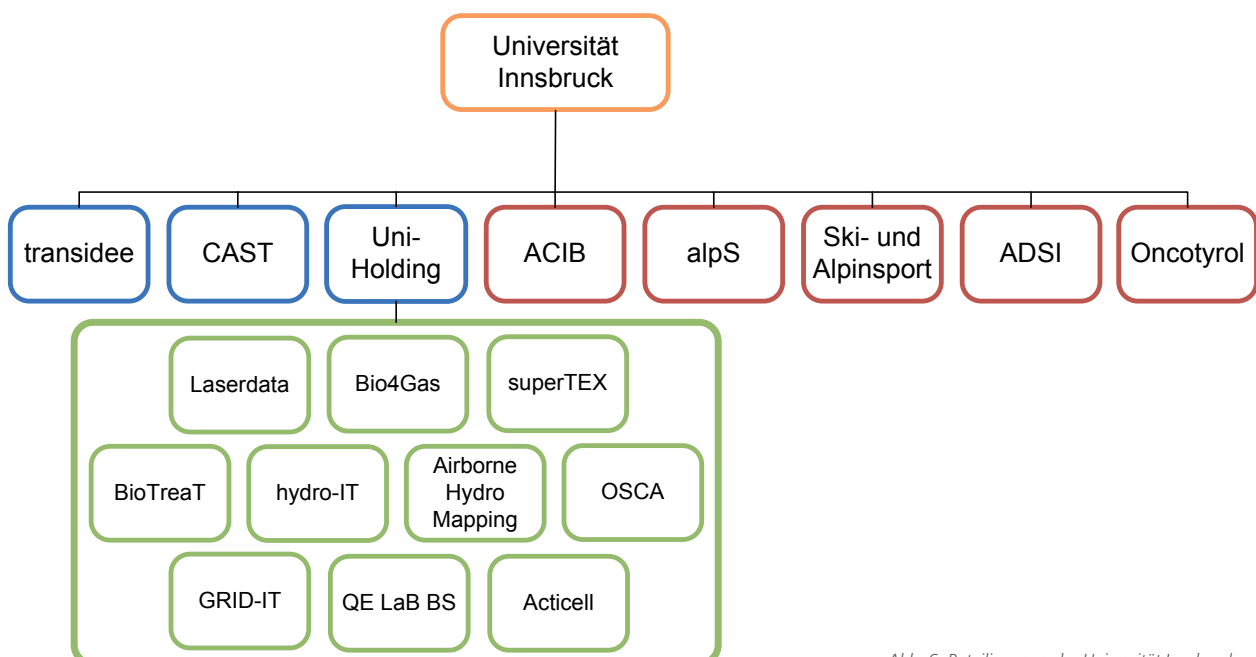 Universität
Innsbruck
transidee
CAST
Uni-
Holding
ACIB
alpS
Ski- und
Alpinsport
ADSI
Oncotyrol
Laserdata
Bio4Gas
superTEX
BioTreaT
hydro-IT
Airborne
Hydro
Mapping
OSCA
GRID-IT
QE LaB BS
Acticell